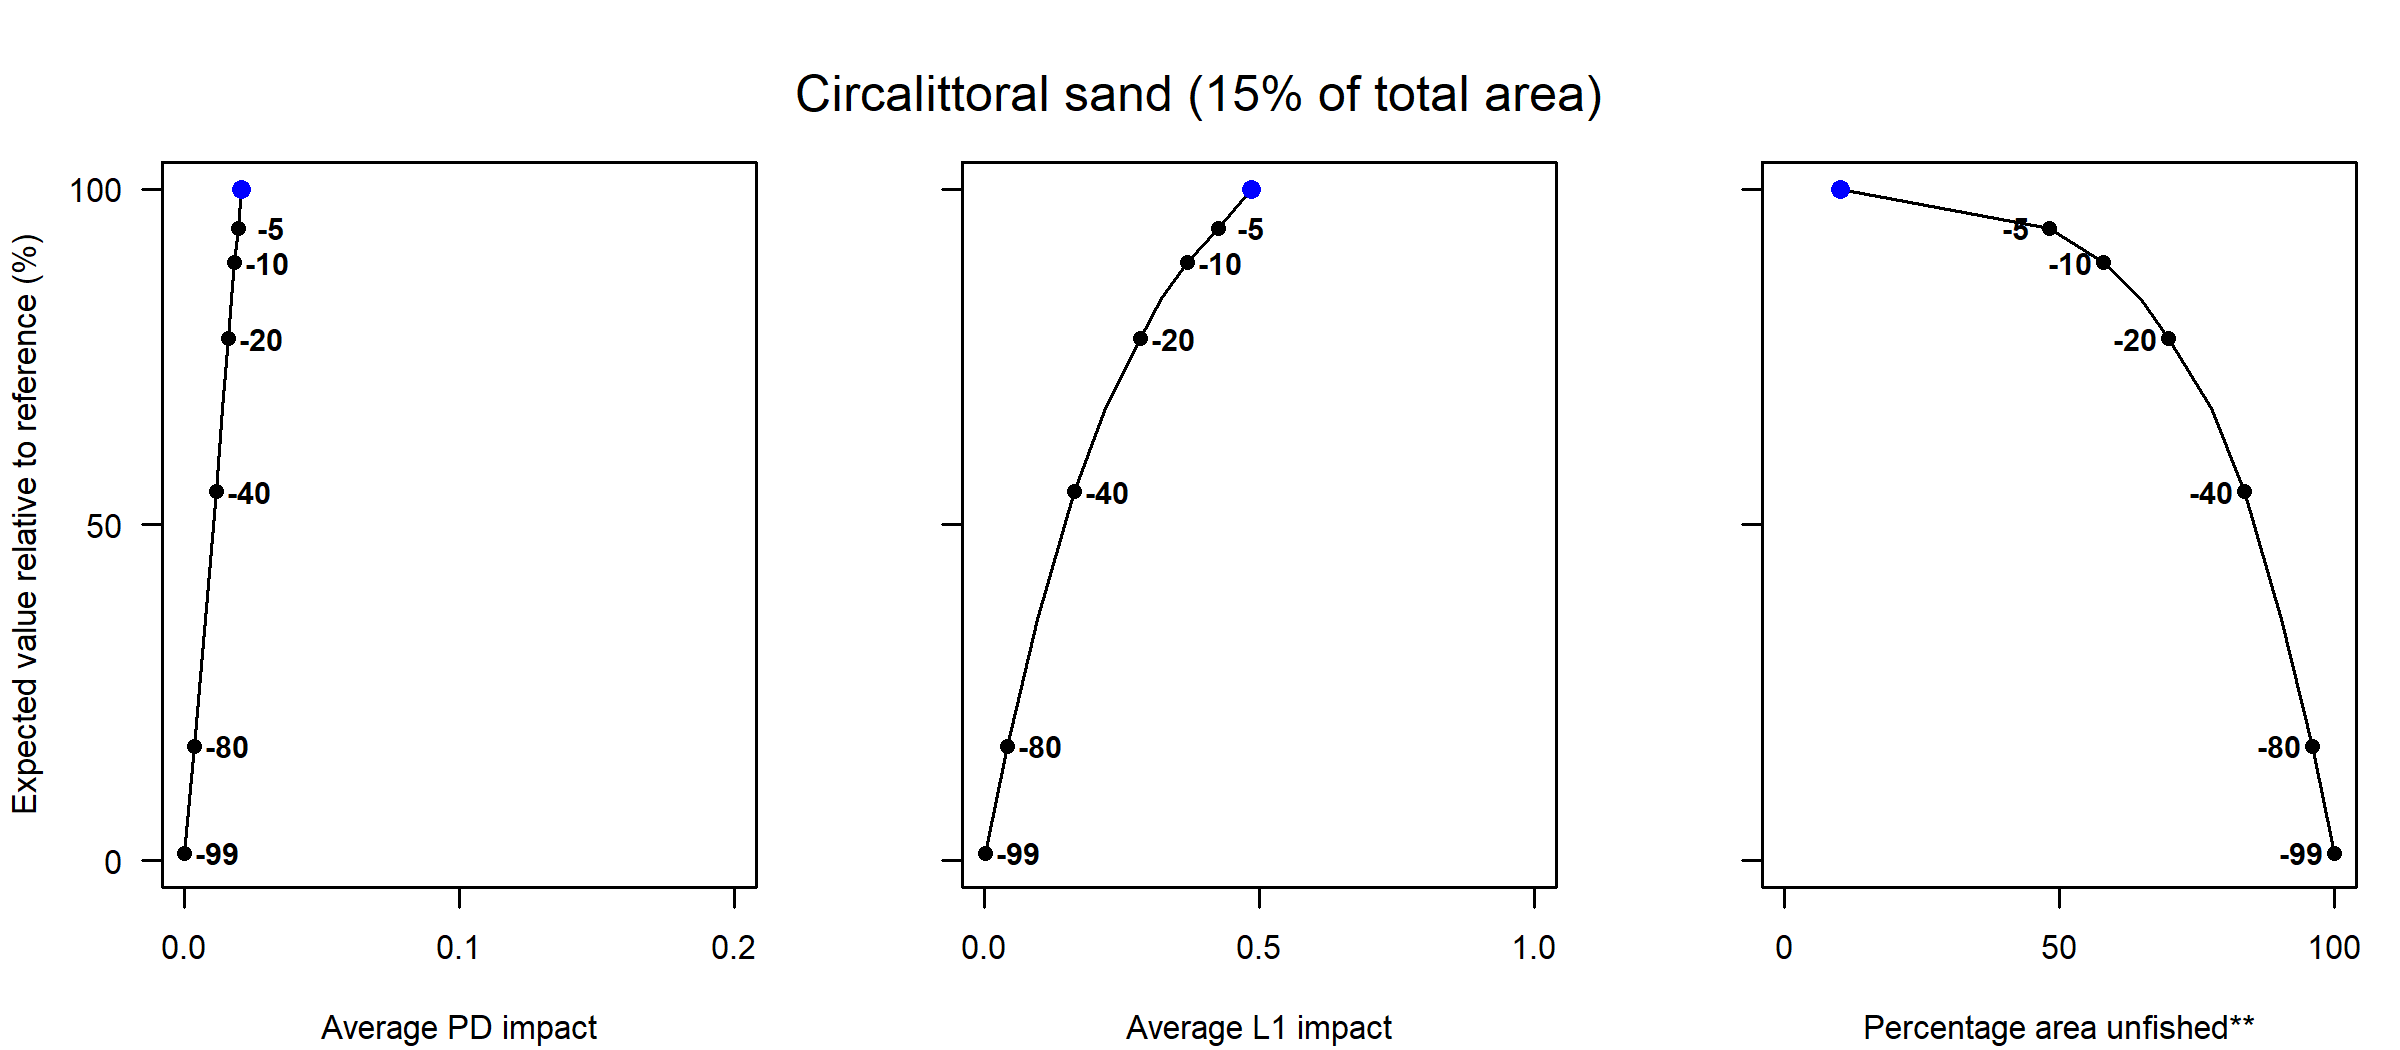 Circalittoral sand (15% of total area)
Expected value relative to reference (%)
100
50
0
-5
-10
-20
-40
-80
-99
0.0 0.1 0.2
Average PD impact
-5
-10
-20
-40
-80
-99
0.0 0.5 1.0
Average L1 impact
-5
-10
-20
-40
-80
-99
0 50 100
Percentage area unfished**